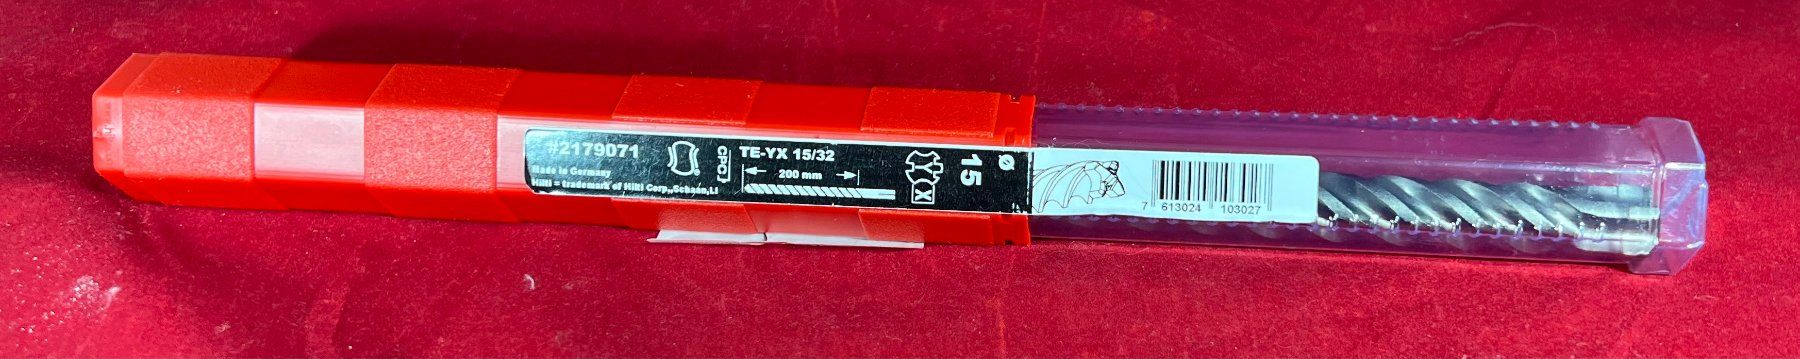 #2179071
Made in Germany
Hilti = trademark of Hilti Corp.,Schaan,LI
CPC
TE-YX 15/32
200 mm
X
Ø 15
7 613024 103027